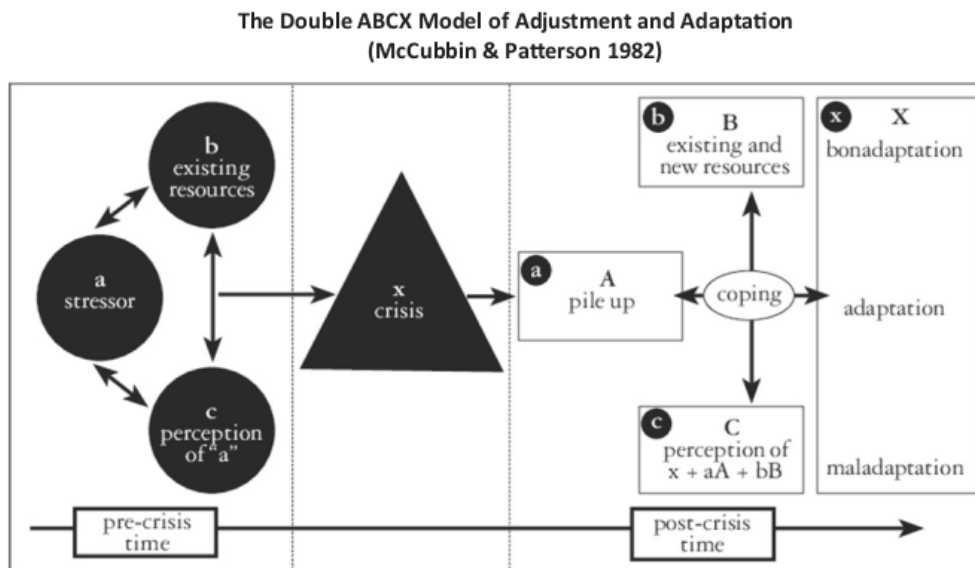 The Double ABCX Model of Adjustment and Adaptation
(McCubbin & Patterson 1982)
b
existing
resources
a
stressor
c
perception
of "a"
x
crisis
a
A
pile up
b
B
existing and
new resources
coping
c
C
perception of
x + aA + bB
x
X
bonadaptation
adaptation
maladaptation
pre-crisis
time
post-crisis
time